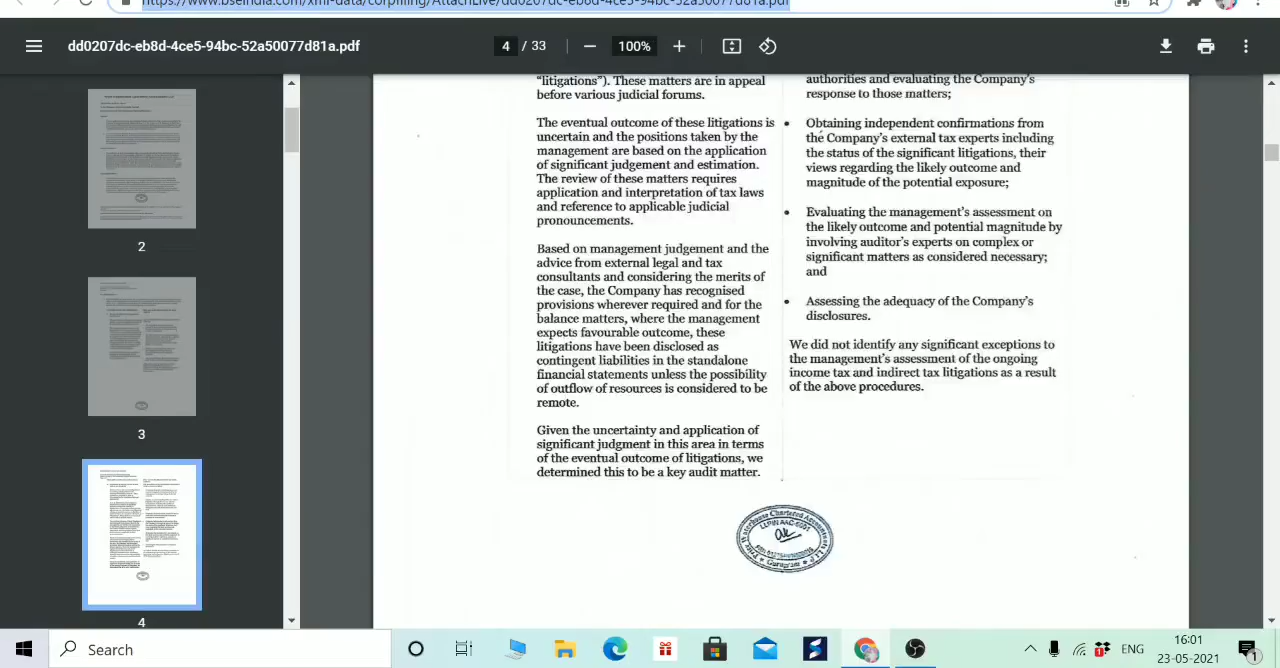 https://www.bseindia.com/xml-data/corpfiling/AttachLive/dd0207dc-eb8d-4ce5-94bc-52a50077d81a.pdf
dd0207dc-eb8d-4ce5-94bc-52a50077d81a.pdf
4 / 33
100%
2
3
4
“litigations”). These matters are in appeal
before various judicial forums.
The eventual outcome of these litigations is
uncertain and the positions taken by the
management are based on the application
of significant judgement and estimation.
The review of these matters requires
application and interpretation of tax laws
and reference to applicable judicial
pronouncements.
Based on management judgement and the
advice from external legal and tax
consultants and considering the merits of
the case, the Company has recognised
provisions wherever required and for the
balance matters, where the management
expects favourable outcome, these
litigations have been disclosed as
contingent liabilities in the standalone
financial statements unless the possibility
of outflow of resources is considered to be
remote.
Given the uncertainty and application of
significant judgment in this area in terms
of the eventual outcome of litigations, we
determined this to be a key audit matter.
authorities and evaluating the Company's
response to those matters;
• Obtaining independent confirmations from
the Company's external tax experts including
the status of the significant litigations, their
views regarding the likely outcome and
magnitude of the potential exposure;
• Evaluating the management's assessment on
the likely outcome and potential magnitude by
involving auditor's experts on complex or
significant matters as considered necessary;
and
• Assessing the adequacy of the Company's
disclosures.
We did not identify any significant exceptions to
the management's assessment of the ongoing
income tax and indirect tax litigations as a result
of the above procedures.
Chartered
Gurugram
Search
ENG
16:01
23-05-2021
1